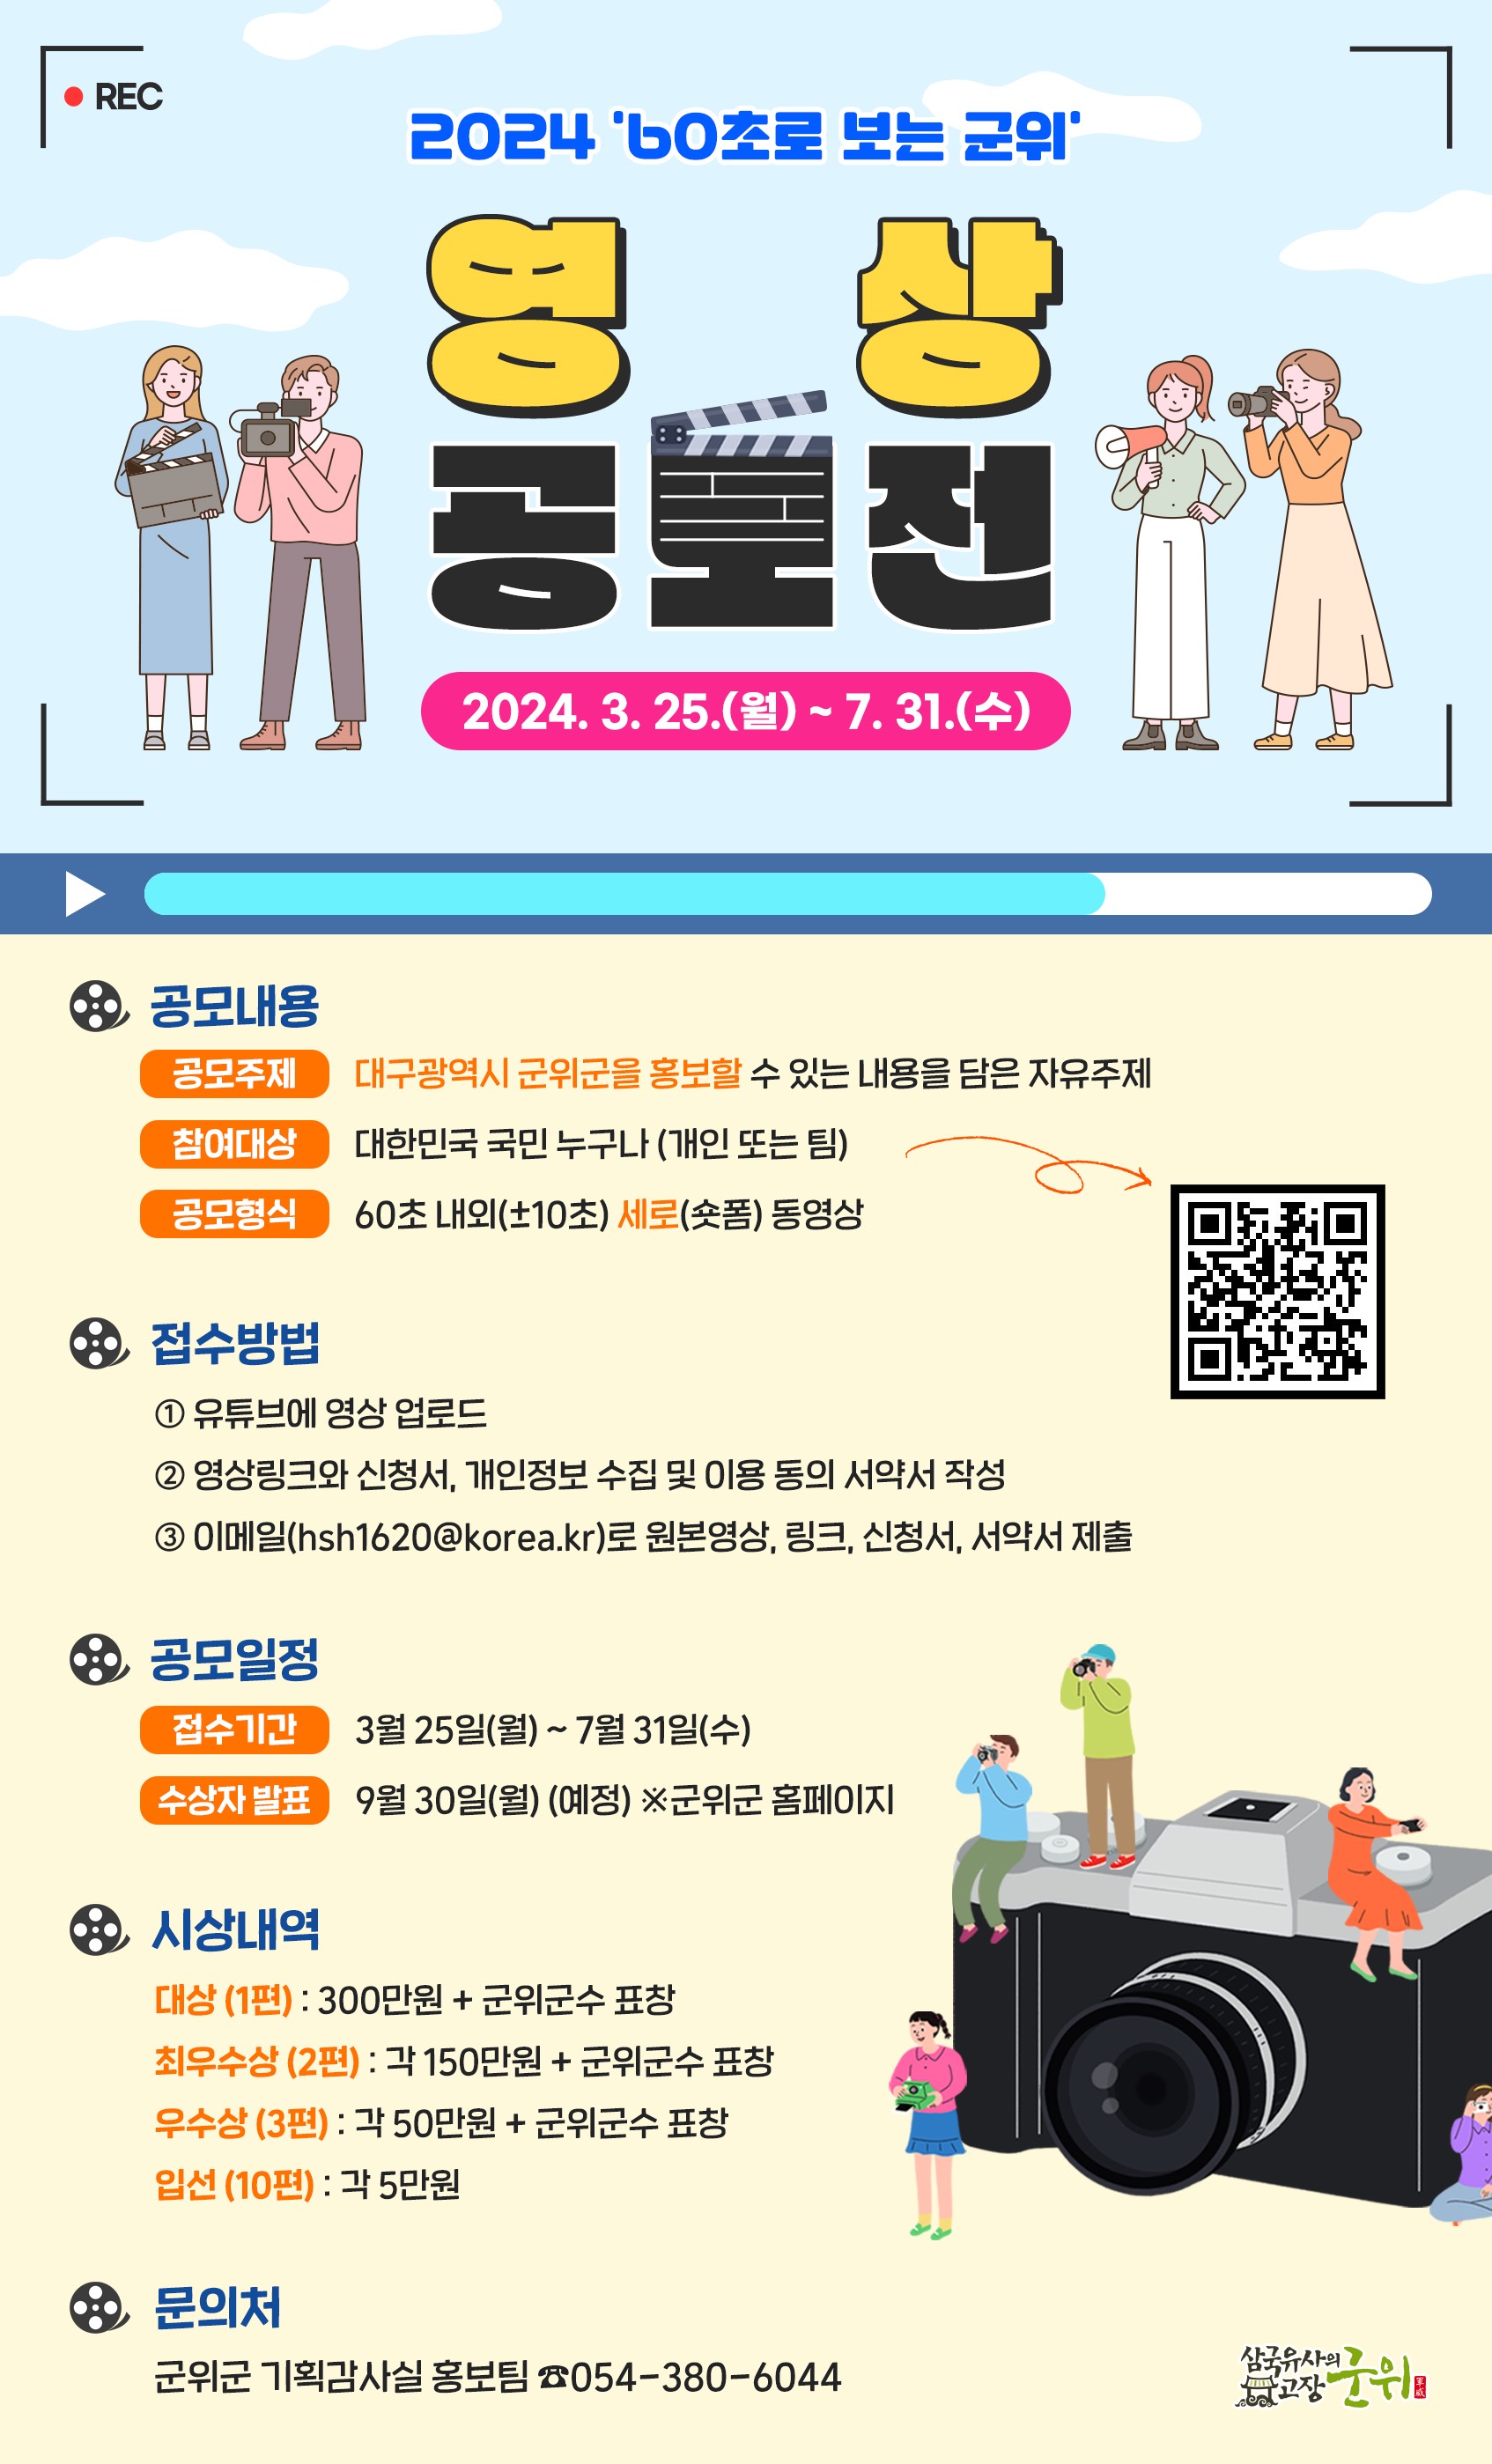 REC
2024 '60초로 보는 군위'
영상
공모전
2024. 3. 25.(월) ~ 7. 31.(수)
공모내용
공모주제 대구광역시 군위군을 홍보할 수 있는 내용을 담은 자유주제
참여대상 대한민국 국민 누구나 (개인 또는 팀)
공모형식 60초 내외(±10초) 세로(숏폼) 동영상
접수방법
① 유튜브에 영상 업로드
② 영상링크와 신청서, 개인정보 수집 및 이용 동의 서약서 작성
③ 이메일(hsh1620@korea.kr)로 원본영상, 링크, 신청서, 서약서 제출
공모일정
접수기간 3월 25일(월) ~ 7월 31일(수)
수상자 발표 9월 30일(월) (예정) ※군위군 홈페이지
시상내역
대상 (1편) : 300만원 + 군위군수 표창
최우수상 (2편) : 각 150만원 + 군위군수 표창
우수상 (3편) : 각 50만원 + 군위군수 표창
입선 (10편) : 각 5만원
문의처
군위군 기획감사실 홍보팀 ☎054-380-6044
삼국유사의
고장 군위
軍威